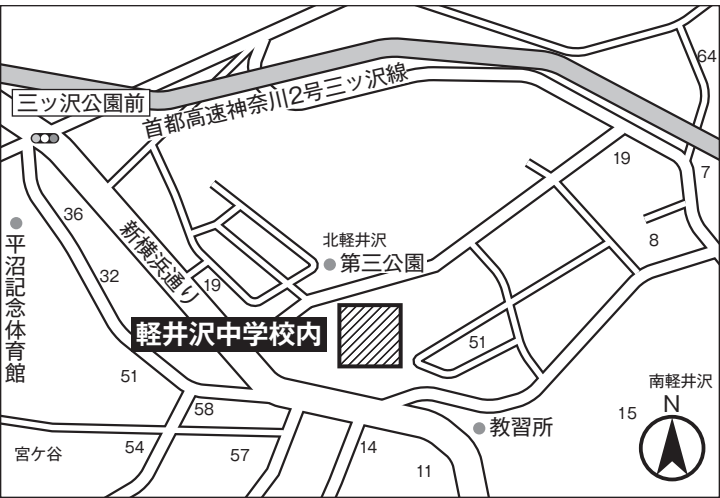 64
三ッ沢公園前
首都高速神奈川2号三ッ沢線
19
7
36
新横浜通り
平沼記念体育館
北軽井沢
第三公園
8
32
19
軽井沢中学校内
51
51
南軽井沢
N
58
15
教習所
宮ケ谷
54
57
14
11